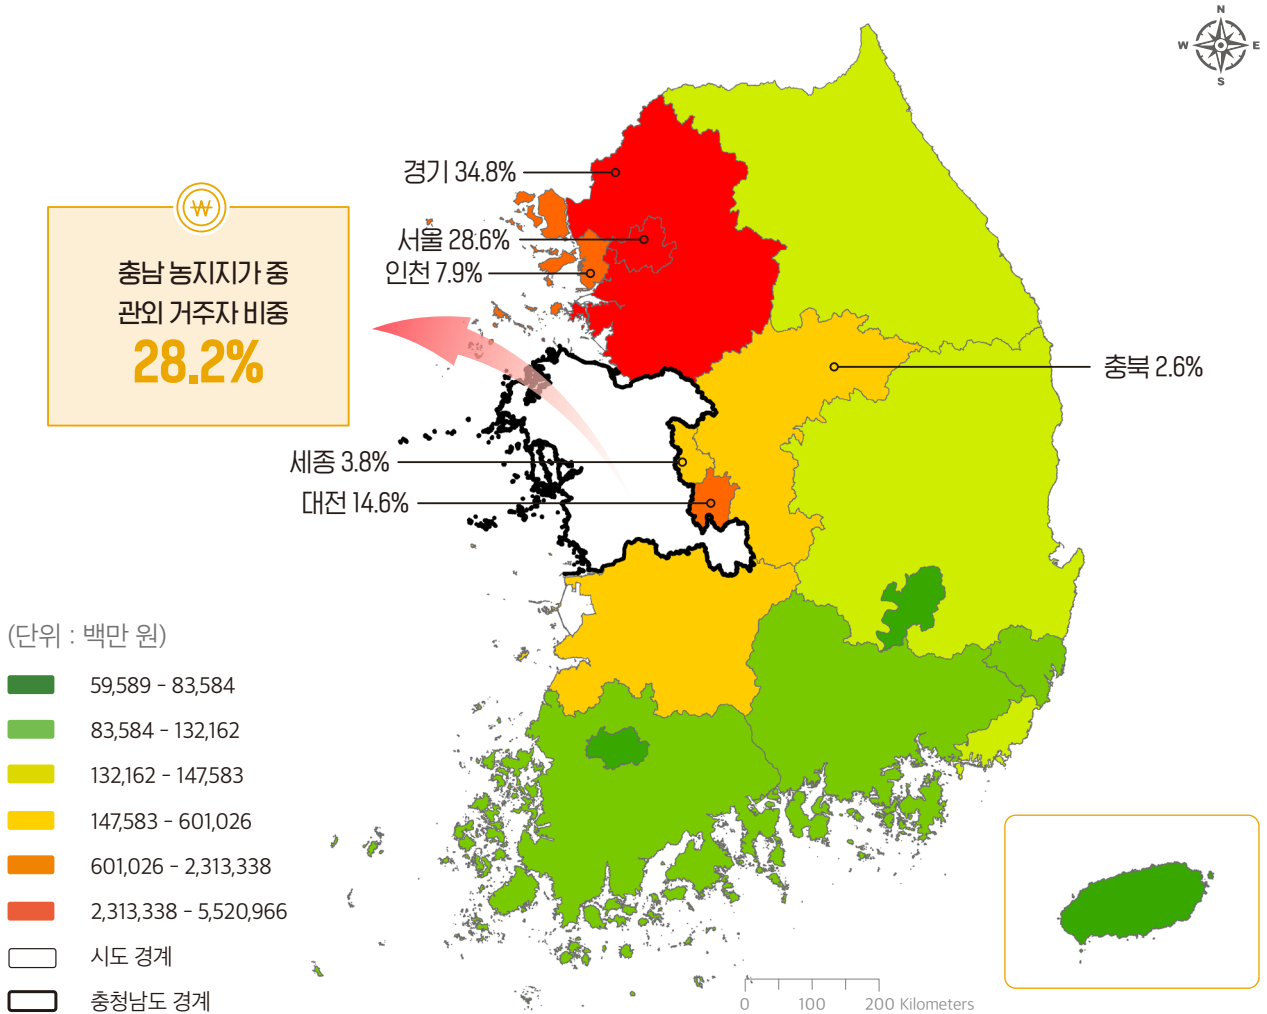 N
W
E
S
경기 34.8%
서울 28.6%
인천 7.9%
₩
충남 농지지가 중
관외 거주자 비중
28.2%
충북 2.6%
세종 3.8%
대전 14.6%
(단위 : 백만 원)
59,589 - 83,584
83,584 - 132,162
132,162 - 147,583
147,583 - 601,026
601,026 - 2,313,338
2,313,338 - 5,520,966
시도 경계
충청남도 경계
0 100 200 Kilometers